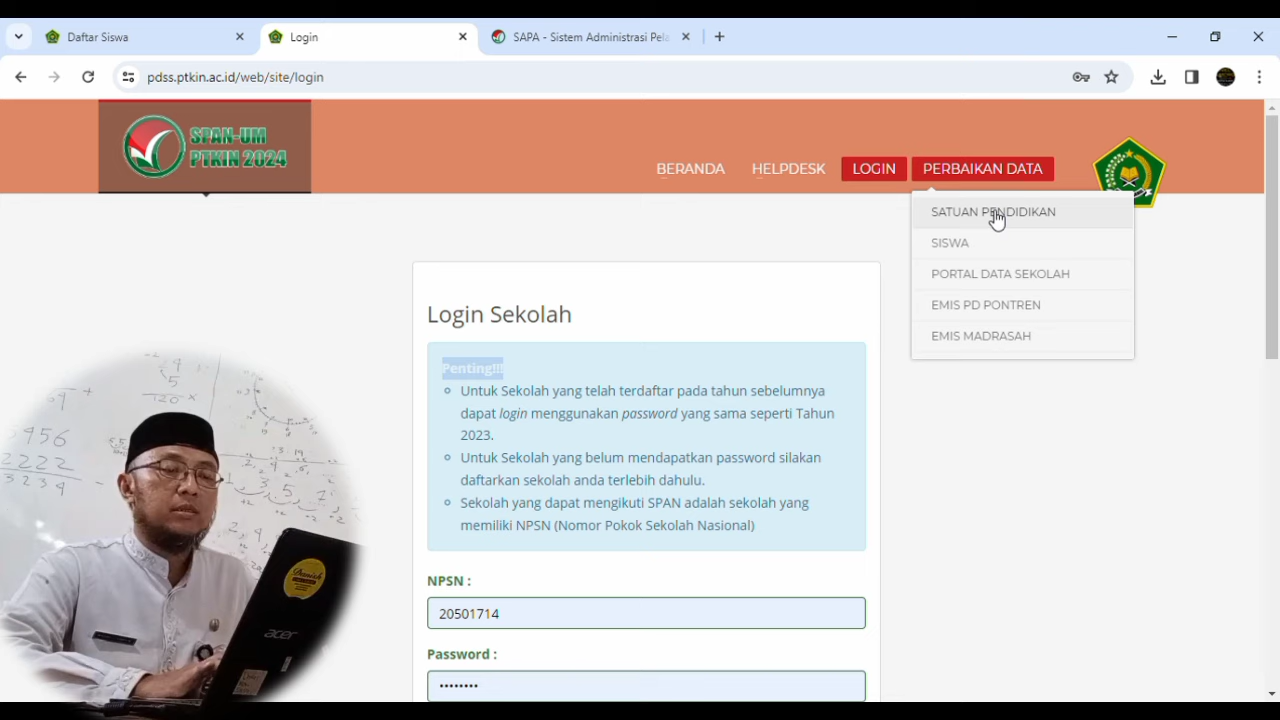 Daftar Siswa
Login
SAPA - Sistem Administrasi Pela
pdss.ptkin.ac.id/web/site/login
SPAN-UM
PTKIN 2024
BERANDA
HELPDESK
LOGIN
PERBAIKAN DATA
SATUAN PENDIDIKAN
SISWA
PORTAL DATA SEKOLAH
EMIS PD PONTREN
EMIS MADRASAH
Login Sekolah
Penting!!!
Untuk Sekolah yang telah terdaftar pada tahun sebelumnya
dapat login menggunakan password yang sama seperti Tahun
2023.
Untuk Sekolah yang belum mendapatkan password silakan
daftarkan sekolah anda terlebih dahulu.
Sekolah yang dapat mengikuti SPAN adalah sekolah yang
memiliki NPSN (Nomor Pokok Sekolah Nasional)
NPSN :
20501714
Password :
••••••••
Danish
acer